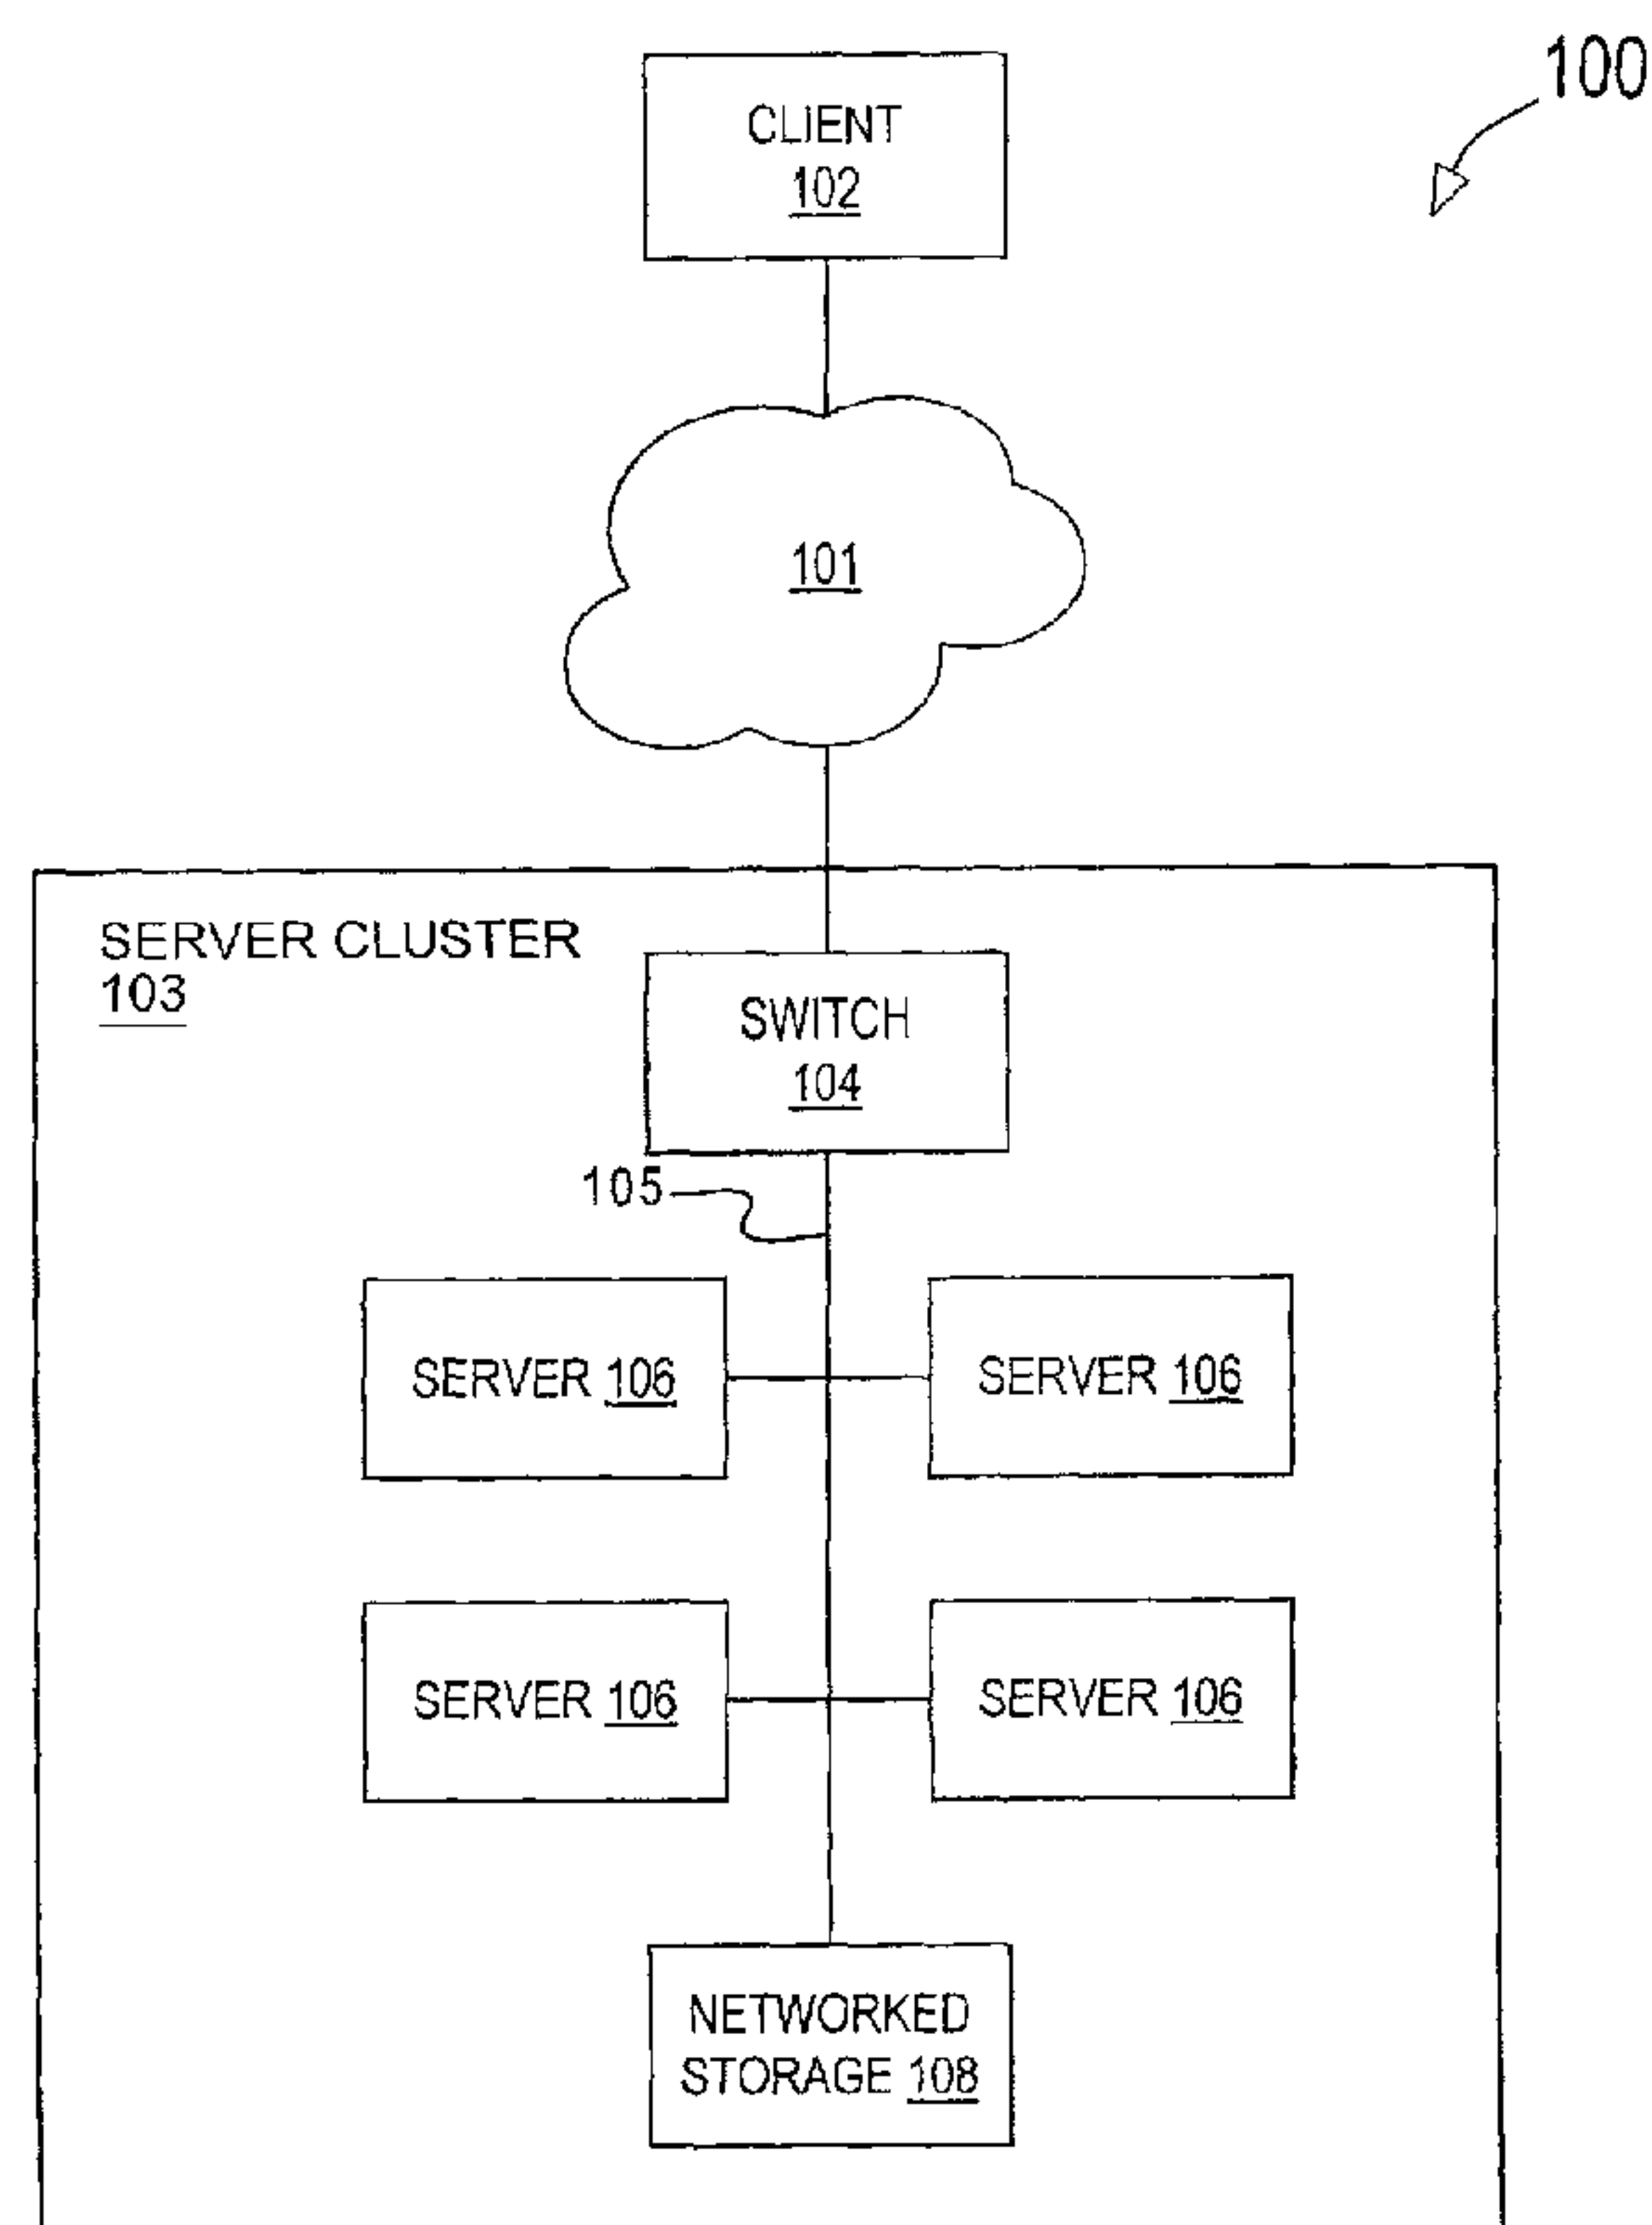 100
CLIENT
102
101
SERVER CLUSTER
103
SWITCH
104
105
SERVER 106
SERVER 106
SERVER 106
SERVER 106
NETWORKED
STORAGE 108